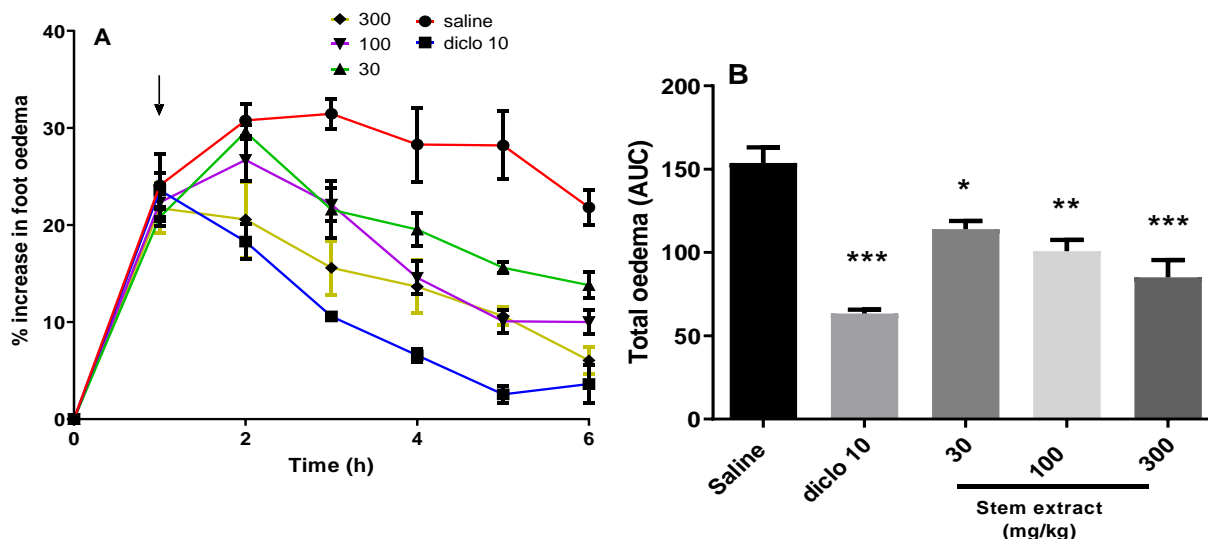 A
300
100
30
saline
diclo 10
% increase in foot oedema
40
30
20
10
0
0
2
4
6
Time (h)
B
Total oedema (AUC)
200
150
100
50
0
***
*
**
***
Saline
diclo 10
30
100
300
Stem extract
(mg/kg)